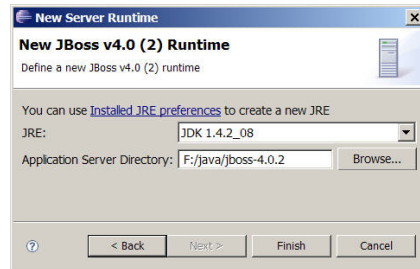 New Server Runtime
New JBoss v4.0 (2) Runtime
Define a new JBoss v4.0 (2) runtime
You can use Installed JRE preferences to create a new JRE
JRE: JDK 1.4.2_08
Application Server Directory: F:/java/jboss-4.0.2 Browse...
? < Back Next > Finish Cancel